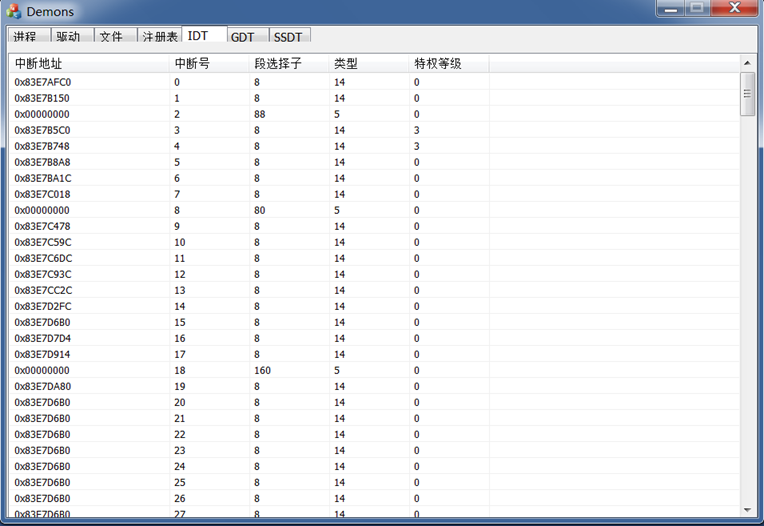 Demons
进程 驱动 文件 注册表 IDT GDT SSDT
中断地址 中断号 段选择子 类型 特权等级
0x83E7AFC0 0 8 14 0
0x83E7B150 1 8 14 0
0x00000000 2 88 5 0
0x83E7B5C0 3 8 14 3
0x83E7B748 4 8 14 3
0x83E7B8A8 5 8 14 0
0x83E7BA1C 6 8 14 0
0x83E7C018 7 8 14 0
0x00000000 8 80 5 0
0x83E7C478 9 8 14 0
0x83E7C59C 10 8 14 0
0x83E7C6DC 11 8 14 0
0x83E7C93C 12 8 14 0
0x83E7CC2C 13 8 14 0
0x83E7D2FC 14 8 14 0
0x83E7D6B0 15 8 14 0
0x83E7D7D4 16 8 14 0
0x83E7D914 17 8 14 0
0x00000000 18 160 5 0
0x83E7DA80 19 8 14 0
0x83E7D6B0 20 8 14 0
0x83E7D6B0 21 8 14 0
0x83E7D6B0 22 8 14 0
0x83E7D6B0 23 8 14 0
0x83E7D6B0 24 8 14 0
0x83E7D6B0 25 8 14 0
0x83E7D6B0 26 8 14 0
0x83E7D6B0 27 8 14 0